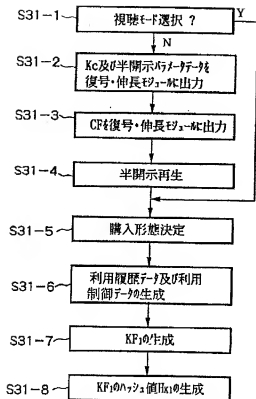 S31-1
視聴モード選択 ?
Y
N
S31-2
Kc及び半開示パラメータデータを
復号・伸長モジュールに出力
S31-3
CFを復号・伸長モジュールに出力
S31-4
半開示再生
S31-5
購入形態決定
S31-6
利用履歴データ及び利用
制御データの生成
S31-7
KF₁の生成
S31-8
KF₁のハッシュ値HK1の生成